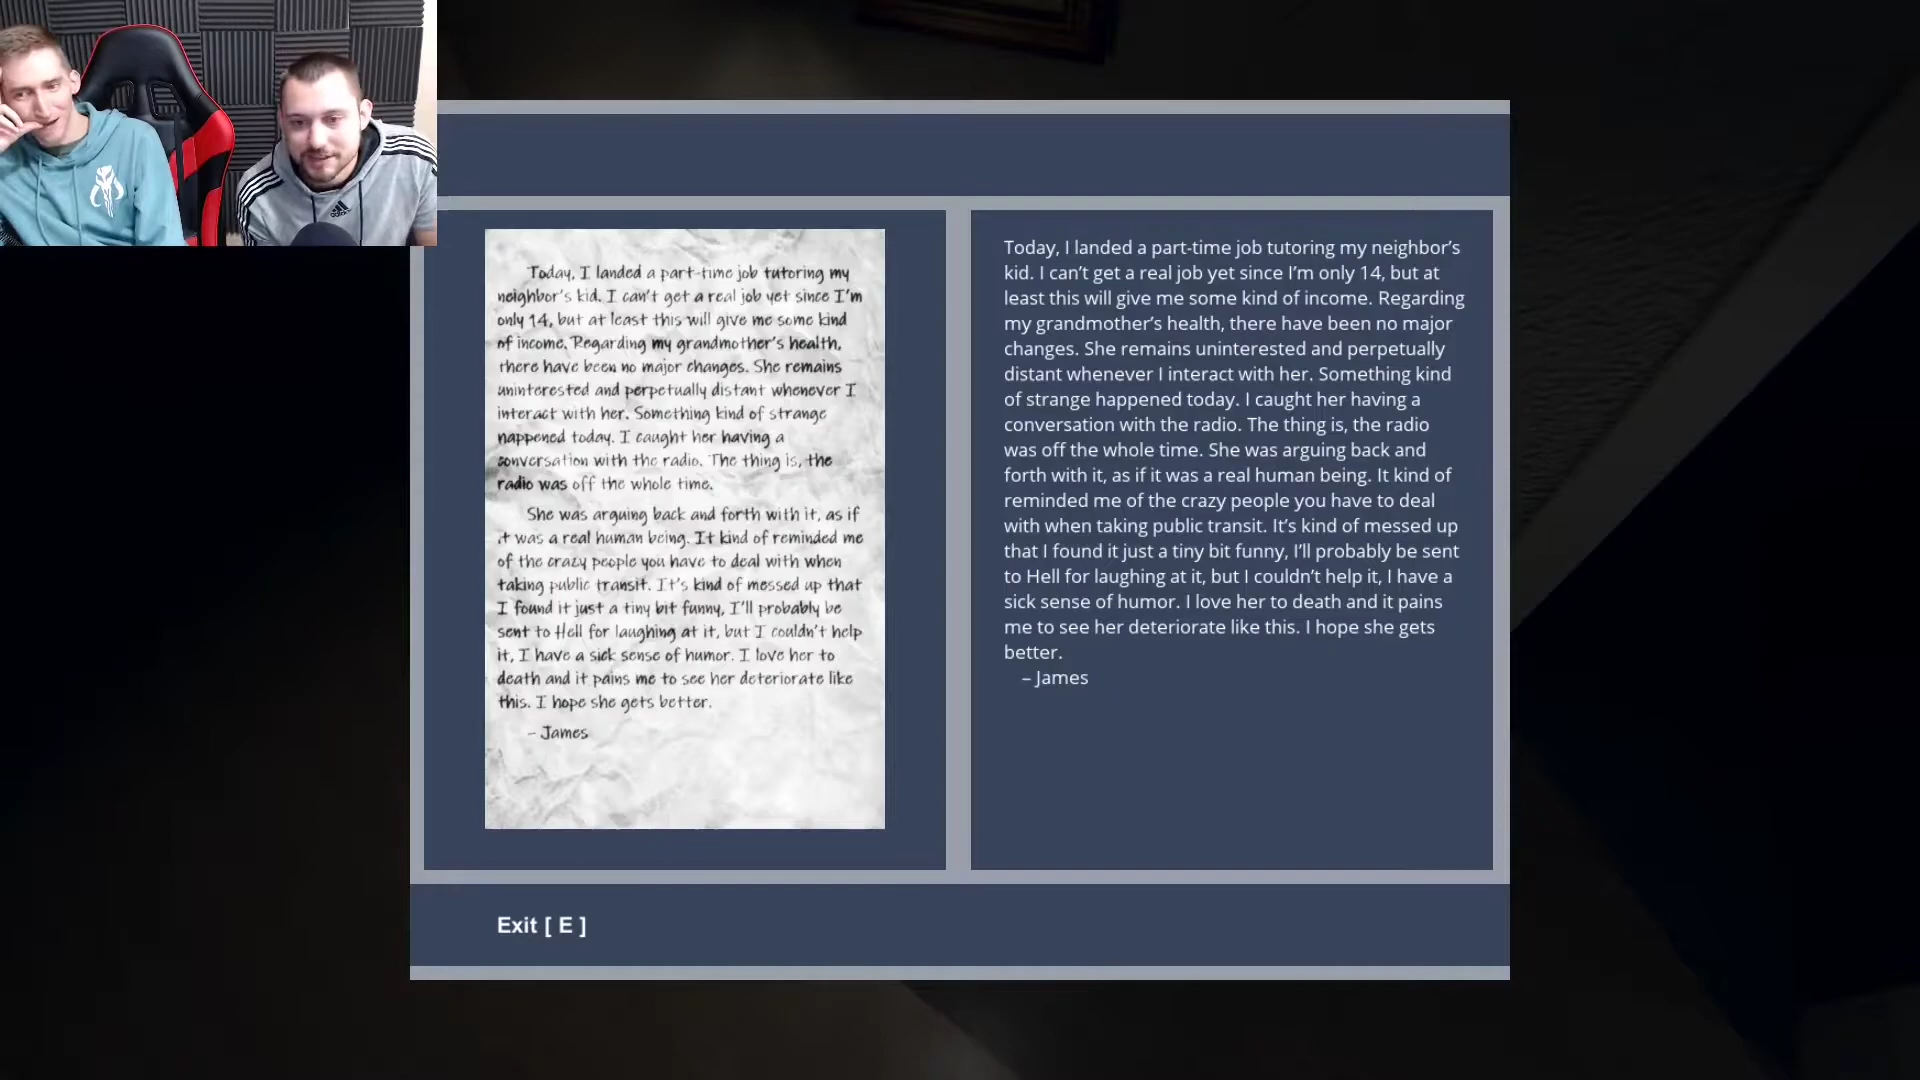 adidas
Today, I landed a part-time job tutoring my
neighbor's kid. I can't get a real job yet since I'm
only 14, but at least this will give me some kind
of income. Regarding my grandmother's health,
there have been no major changes. She remains
uninterested and perpetually distant whenever I
interact with her. Something kind of strange
happened today. I caught her having a
conversation with the radio. The thing is, the
radio was off the whole time.
She was arguing back and forth with it, as if
it was a real human being. It kind of reminded me
of the crazy people you have to deal with when
taking public transit. It's kind of messed up that
I found it just a tiny bit funny, I'll probably be
sent to Hell for laughing at it, but I couldn't help
it, I have a sick sense of humor. I love her to
death and it pains me to see her deteriorate like
this. I hope she gets better.
- James
Today, I landed a part-time job tutoring my neighbor’s
kid. I can’t get a real job yet since I’m only 14, but at
least this will give me some kind of income. Regarding
my grandmother’s health, there have been no major
changes. She remains uninterested and perpetually
distant whenever I interact with her. Something kind
of strange happened today. I caught her having a
conversation with the radio. The thing is, the radio
was off the whole time. She was arguing back and
forth with it, as if it was a real human being. It kind of
reminded me of the crazy people you have to deal
with when taking public transit. It’s kind of messed up
that I found it just a tiny bit funny, I’ll probably be sent
to Hell for laughing at it, but I couldn’t help it, I have a
sick sense of humor. I love her to death and it pains
me to see her deteriorate like this. I hope she gets
better.
– James
Exit [ E ]